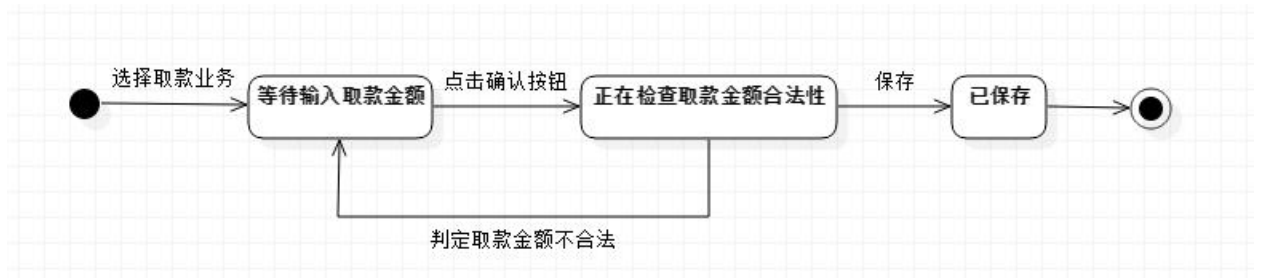 选择取款业务
等待输入取款金额
点击确认按钮
正在检查取款金额合法性
保存
已保存
判定取款金额不合法